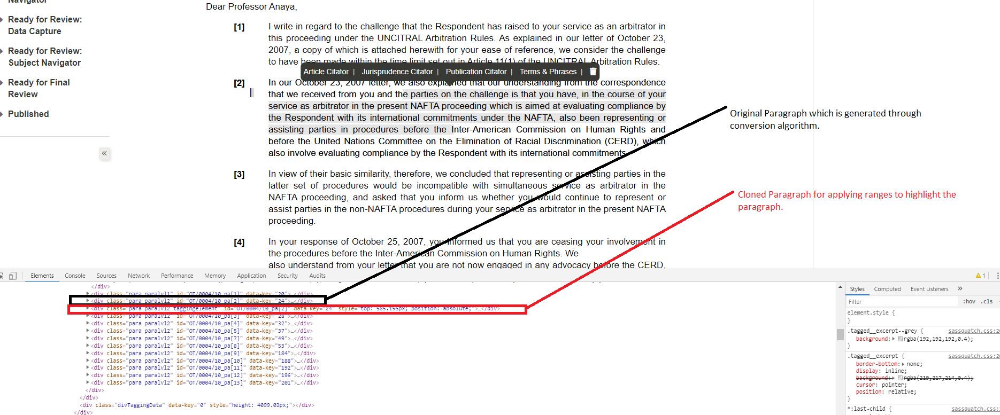 Navigator
Dear Professor Anaya,
Ready for Review:
Data Capture
Ready for Review:
Subject Navigator
Ready for Final
Review
Published
«
[1]
I write in regard to the challenge that the Respondent has raised to your service as an arbitrator in
this proceeding under the UNCITRAL Arbitration Rules. As explained in our letter of October 23,
2007, a copy of which is attached herewith for your ease of reference, we consider the challenge
to have been made within the time limit set out in Article 11(1) of the UNCITRAL Arbitration Rules.
Article Citator | Jurisprudence Citator | Publication Citator | Terms & Phrases |
[2]
In our October 23, 2007 letter, we also explained that our understanding from the correspondence
that we received from you and the parties on the challenge is that you have, in the course of your
service as arbitrator in the present NAFTA proceeding which is aimed at evaluating compliance by
the Respondent with its international commitments under the NAFTA, also been representing or
assisting parties in procedures before the Inter-American Commission on Human Rights and
before the United Nations Committee on the Elimination of Racial Discrimination (CERD), which
also involve evaluating compliance by the Respondent with its international commitments
[3]
In view of their basic similarity, therefore, we concluded that representing or assisting parties in the
latter set of procedures would be incompatible with simultaneous service as arbitrator in the
NAFTA proceeding, and asked that you inform us whether you would continue to represent or
assist parties in the non-NAFTA procedures during your service as arbitrator in the present NAFTA
proceeding.
[4]
In your response of October 25, 2007, you informed us that you are ceasing your involvement in
the procedures before the Inter-American Commission on Human Rights. We
also understand from your letter that you are not now engaged in any advocacy before the CERD,
Original Paragraph which is generated through
conversion algorithm.
Cloned Paragraph for applying ranges to highlight the
paragraph.
Elements Console Sources Network Performance Memory Application Security Audits
1
</div>
<div class="para paralvl1" id="OT/0004/10_pa[1]" data-key="20">…</div>
<div class="para paralvl2" id="OT/0004/10_pa[2]" data-key="24">…</div>
<div class="para paralvl2 taggingelement" id="OT/0004/10_pa[2]" data-key="24" style="top: 585.156px; position: absolute;">…</div>
<div class="para paralvl2" id="OT/0004/10_pa[3]" data-key="28">…</div>
<div class="para paralvl2" id="OT/0004/10_pa[4]" data-key="32">…</div>
<div class="para paralvl2" id="OT/0004/10_pa[5]" data-key="37">…</div>
<div class="para paralvl2" id="OT/0004/10_pa[7]" data-key="49">…</div>
<div class="para paralvl2" id="OT/0004/10_pa[8]" data-key="53">…</div>
<div class="para paralvl2" id="OT/0004/10_pa[9]" data-key="184">…</div>
<div class="para paralvl2" id="OT/0004/10_pa[10]" data-key="188">…</div>
<div class="para paralvl2" id="OT/0004/10_pa[11]" data-key="192">…</div>
<div class="para paralvl2" id="OT/0004/10_pa[12]" data-key="196">…</div>
<div class="para paralvl2" id="OT/0004/10_pa[13]" data-key="201">…</div>
</div>
</div>
<div class="divTaggingData" data-key="0" style="height: 4099.03px;"></div>
</div>
Styles Computed Event Listeners »
Filter :hov .cls
element.style {
}
.tagged__excerpt--grey { sassquatch.css:2
background: rgba(192,192,192,0.4);
}
.tagged__excerpt { sassquatch.css:2
border-bottom: none;
display: inline;
background: rgba(219,217,214,0.4);
cursor: pointer;
position: relative;
}
*:last-child { sassquatch.css: